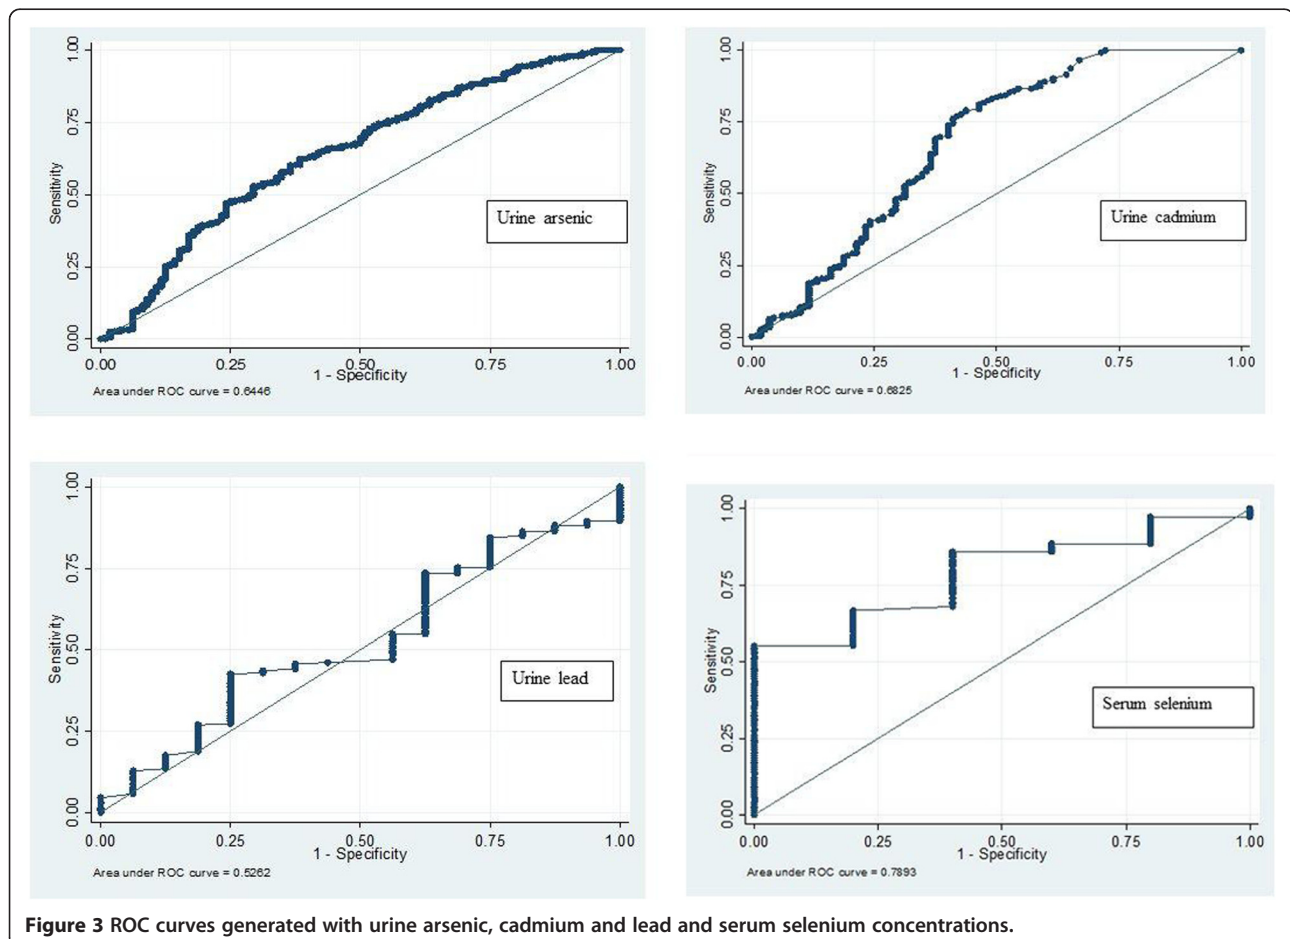 1.00
0.75
0.50
0.25
0.00
Sensitivity
Urine arsenic
0.00 0.25 0.50 0.75 1.00
1 - Specificity
Area under ROC curve = 0.6446
1.00
0.75
0.50
0.25
0.00
Sensitivity
Urine cadmium
0.00 0.25 0.50 0.75 1.00
1 - Specificity
Area under ROC curve = 0.6825
1.00
0.75
0.50
0.25
0.00
Sensitivity
Urine lead
0.00 0.25 0.50 0.75 1.00
1 - Specificity
Area under ROC curve = 0.5262
1.00
0.75
0.50
0.25
0.00
Sensitivity
Serum selenium
0.00 0.25 0.50 0.75 1.00
1 - Specificity
Area under ROC curve = 0.7893
Figure 3 ROC curves generated with urine arsenic, cadmium and lead and serum selenium concentrations.